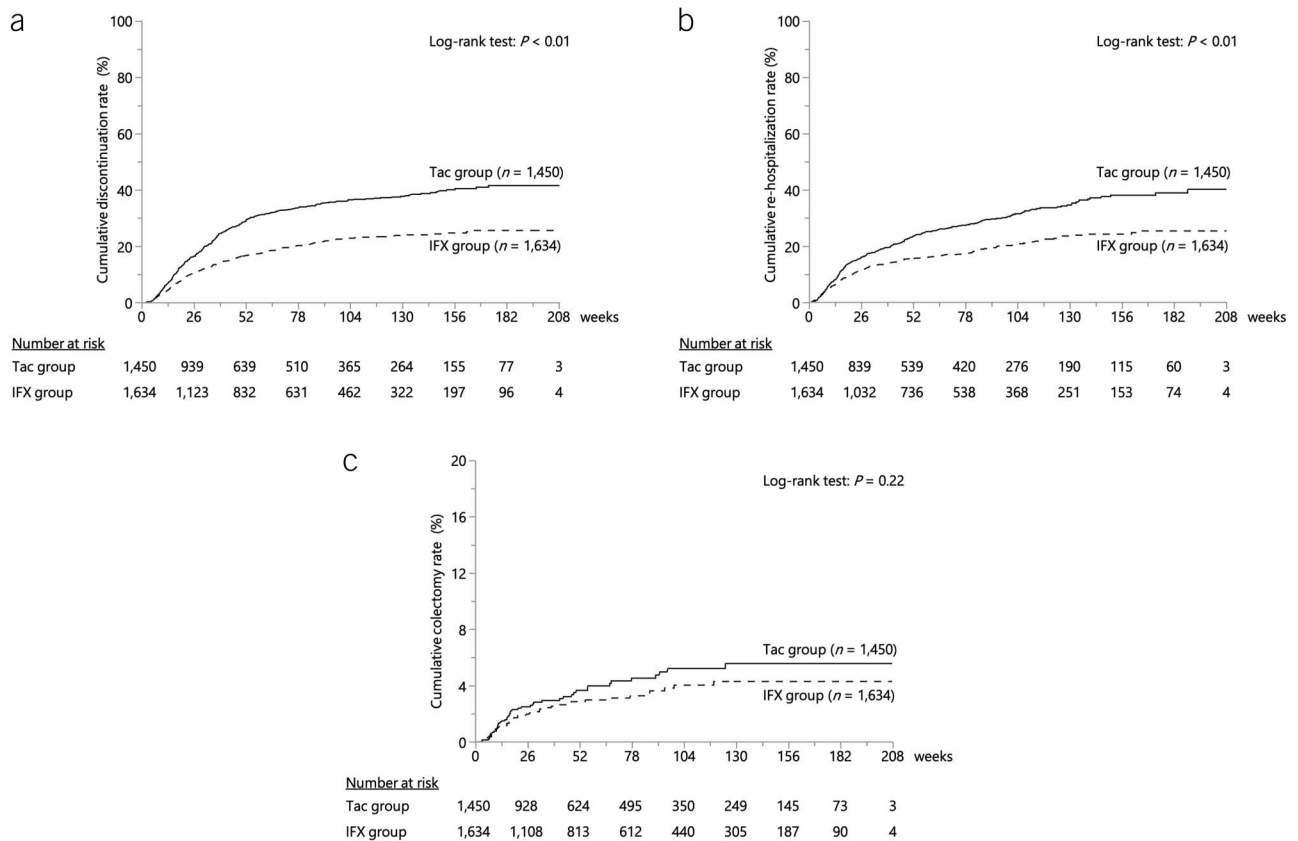 a
Log-rank test: P < 0.01
Cumulative discontinuation rate (%)
100
80
60
40
20
0
Tac group (n = 1,450)
IFX group (n = 1,634)
0 26 52 78 104 130 156 182 208 weeks
Number at risk
Tac group 1,450 939 639 510 365 264 155 77 3
IFX group 1,634 1,123 832 631 462 322 197 96 4
b
Log-rank test: P < 0.01
Cumulative re-hospitalization rate (%)
100
80
60
40
20
0
Tac group (n = 1,450)
IFX group (n = 1,634)
0 26 52 78 104 130 156 182 208 weeks
Number at risk
Tac group 1,450 839 539 420 276 190 115 60 3
IFX group 1,634 1,032 736 538 368 251 153 74 4
c
Log-rank test: P = 0.22
Cumulative colectomy rate (%)
20
16
12
8
4
0
Tac group (n = 1,450)
IFX group (n = 1,634)
0 26 52 78 104 130 156 182 208 weeks
Number at risk
Tac group 1,450 928 624 495 350 249 145 73 3
IFX group 1,634 1,108 813 612 440 305 187 90 4